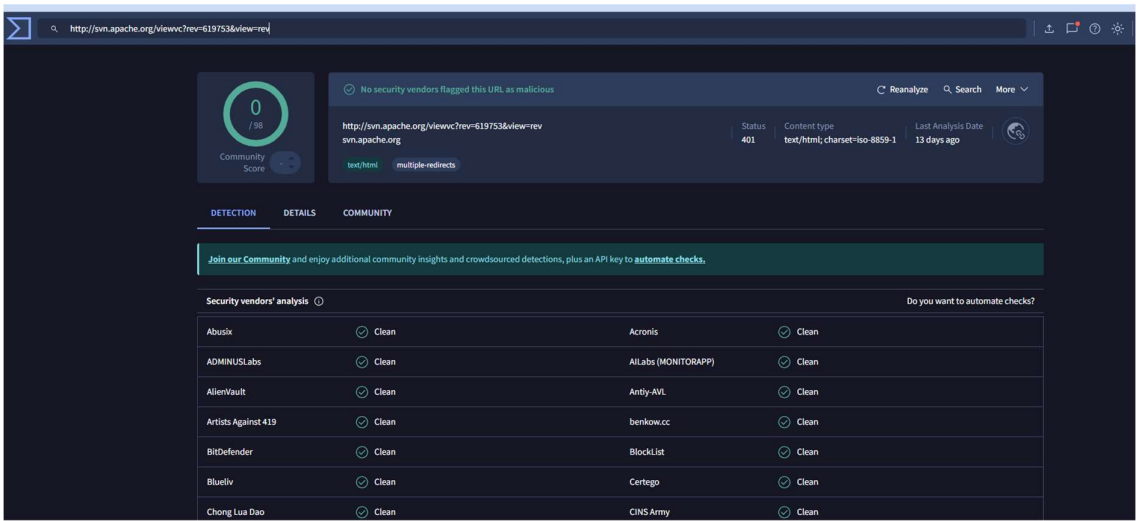 http://svn.apache.org/viewvc?rev=619753&view=rev
0
/ 98
Community
Score
No security vendors flagged this URL as malicious
Reanalyze
Search
More
http://svn.apache.org/viewvc?rev=619753&view=rev
svn.apache.org
text/html
multiple-redirects
Status
401
Content type
text/html; charset=iso-8859-1
Last Analysis Date
13 days ago
DETECTION
DETAILS
COMMUNITY
Join our Community and enjoy additional community insights and crowdsourced detections, plus an API key to automate checks.
Security vendors' analysis
Do you want to automate checks?
Abusix Clean Acronis Clean
ADMINUSLabs Clean AILabs (MONITORAPP) Clean
AlienVault Clean Antiy-AVL Clean
Artists Against 419 Clean benkow.cc Clean
BitDefender Clean BlockList Clean
Blueliv Clean Certego Clean
Chong Lua Dao Clean CINS Army Clean